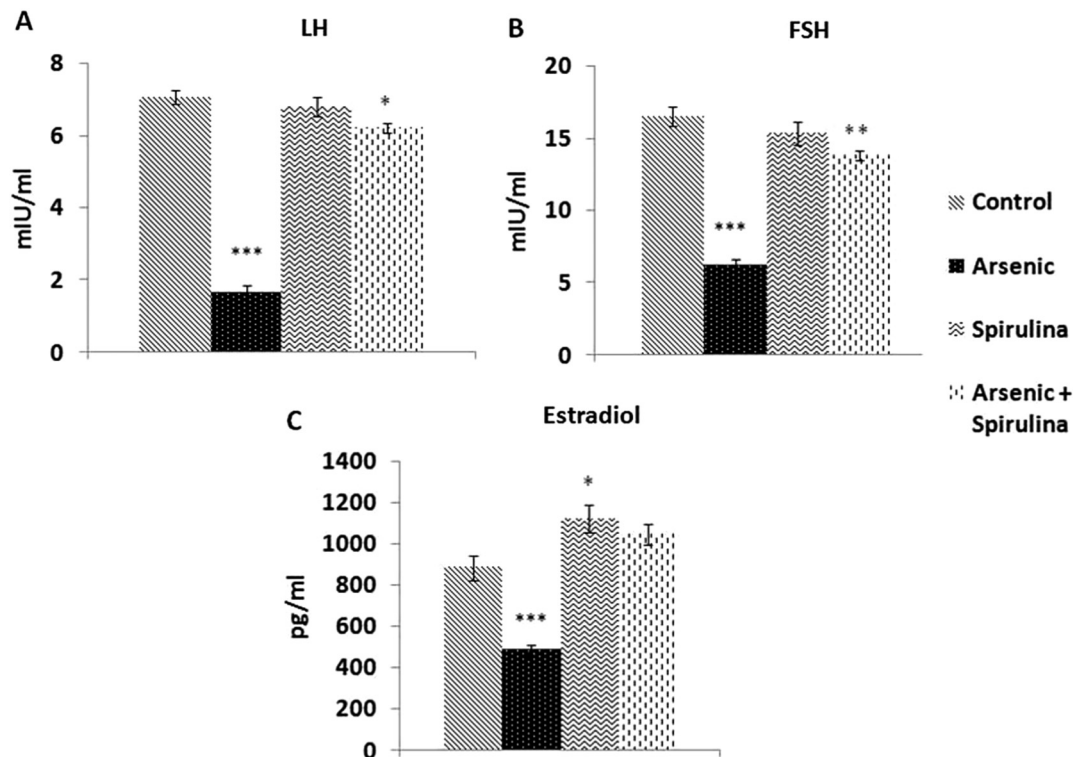 A
LH
8
6
4
2
0
mIU/ml
***
*
B
FSH
20
15
10
5
0
mIU/ml
***
**
Control
Arsenic
Spirulina
Arsenic +
Spirulina
C
Estradiol
1400
1200
1000
800
600
400
200
0
pg/ml
***
*